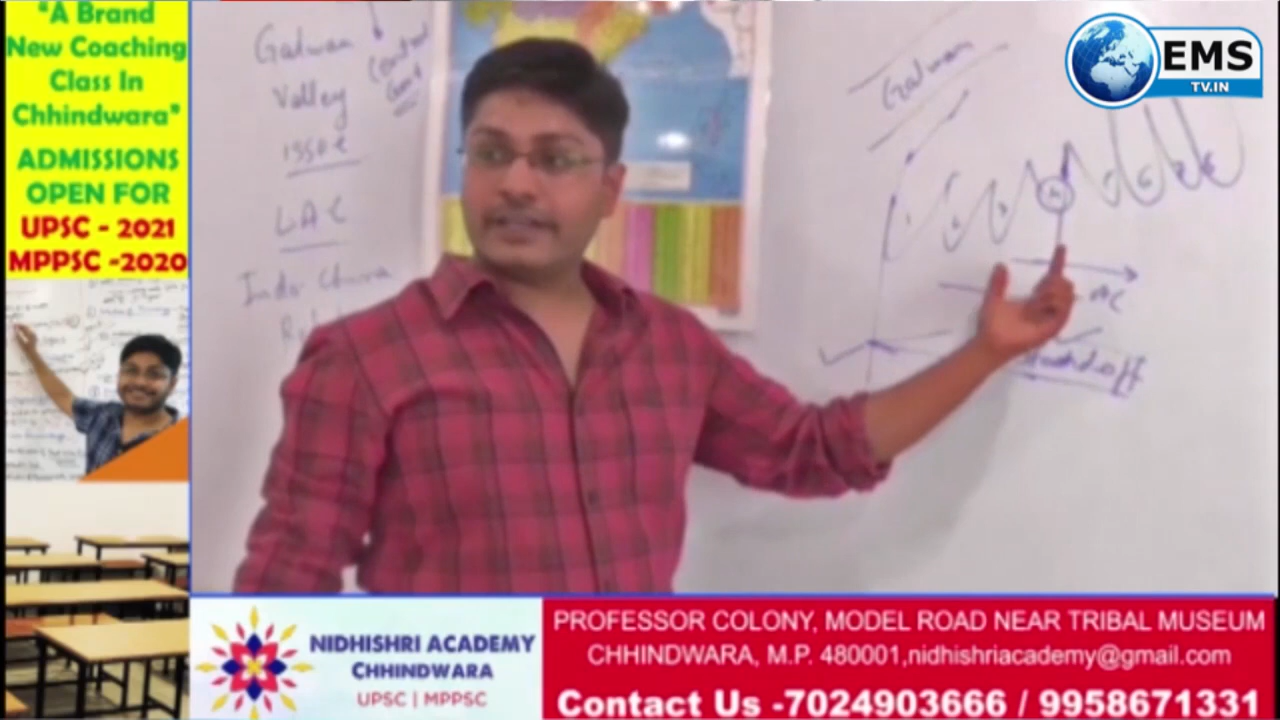 "A Brand
New Coaching
Class In
Chhindwara"
ADMISSIONS
OPEN FOR
UPSC - 2021
MPPSC -2020
Galwan
Valley
issue
LAC
Indo China
Galwan
EMS
TV.IN
NIDHISHRI ACADEMY
CHHINDWARA
UPSC | MPPSC
PROFESSOR COLONY, MODEL ROAD NEAR TRIBAL MUSEUM
CHHINDWARA, M.P. 480001,nidhishriacademy@gmail.com
Contact Us -7024903666 / 9958671331